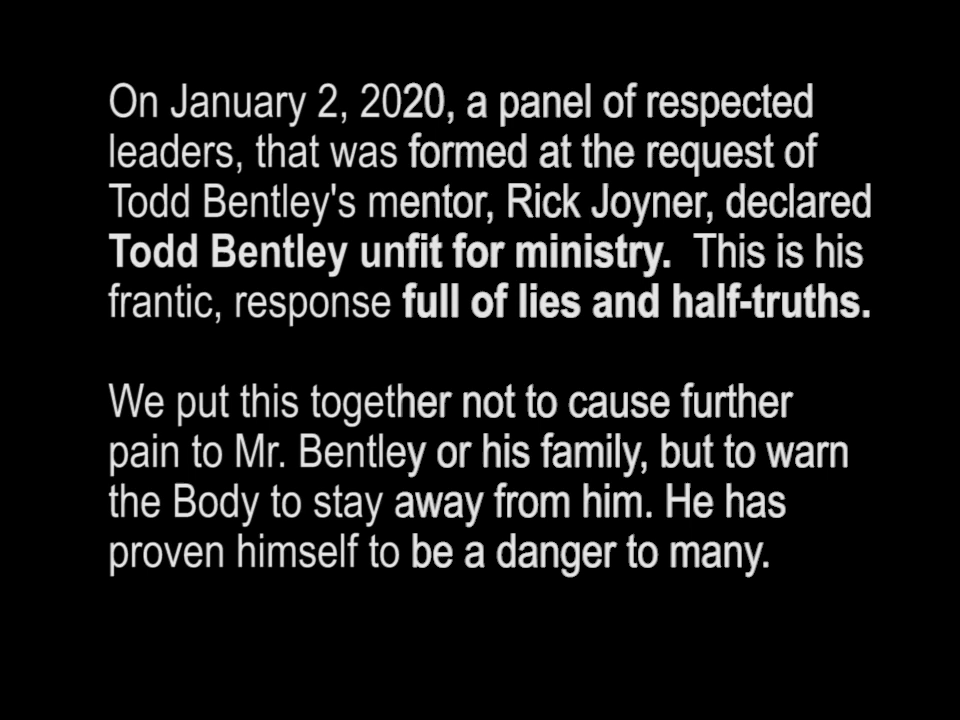 On January 2, 2020, a panel of respected
leaders, that was formed at the request of
Todd Bentley's mentor, Rick Joyner, declared
Todd Bentley unfit for ministry.  This is his
frantic, response full of lies and half-truths.

We put this together not to cause further
pain to Mr. Bentley or his family, but to warn
the Body to stay away from him. He has
proven himself to be a danger to many.